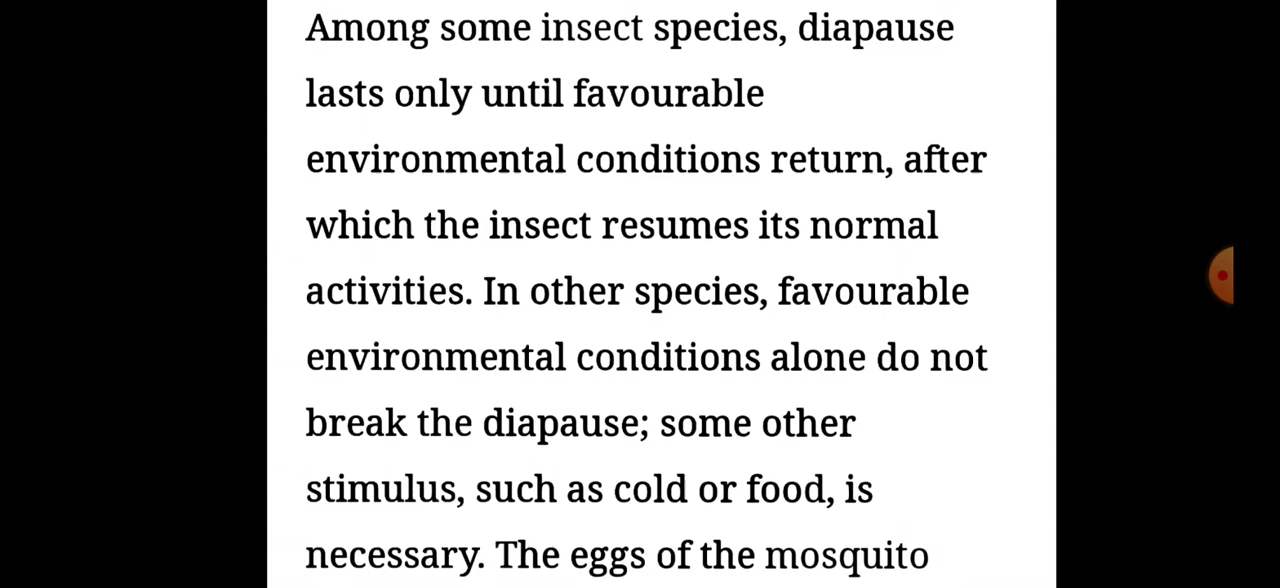 Among some insect species, diapause
lasts only until favourable
environmental conditions return, after
which the insect resumes its normal
activities. In other species, favourable
environmental conditions alone do not
break the diapause; some other
stimulus, such as cold or food, is
necessary. The eggs of the mosquito